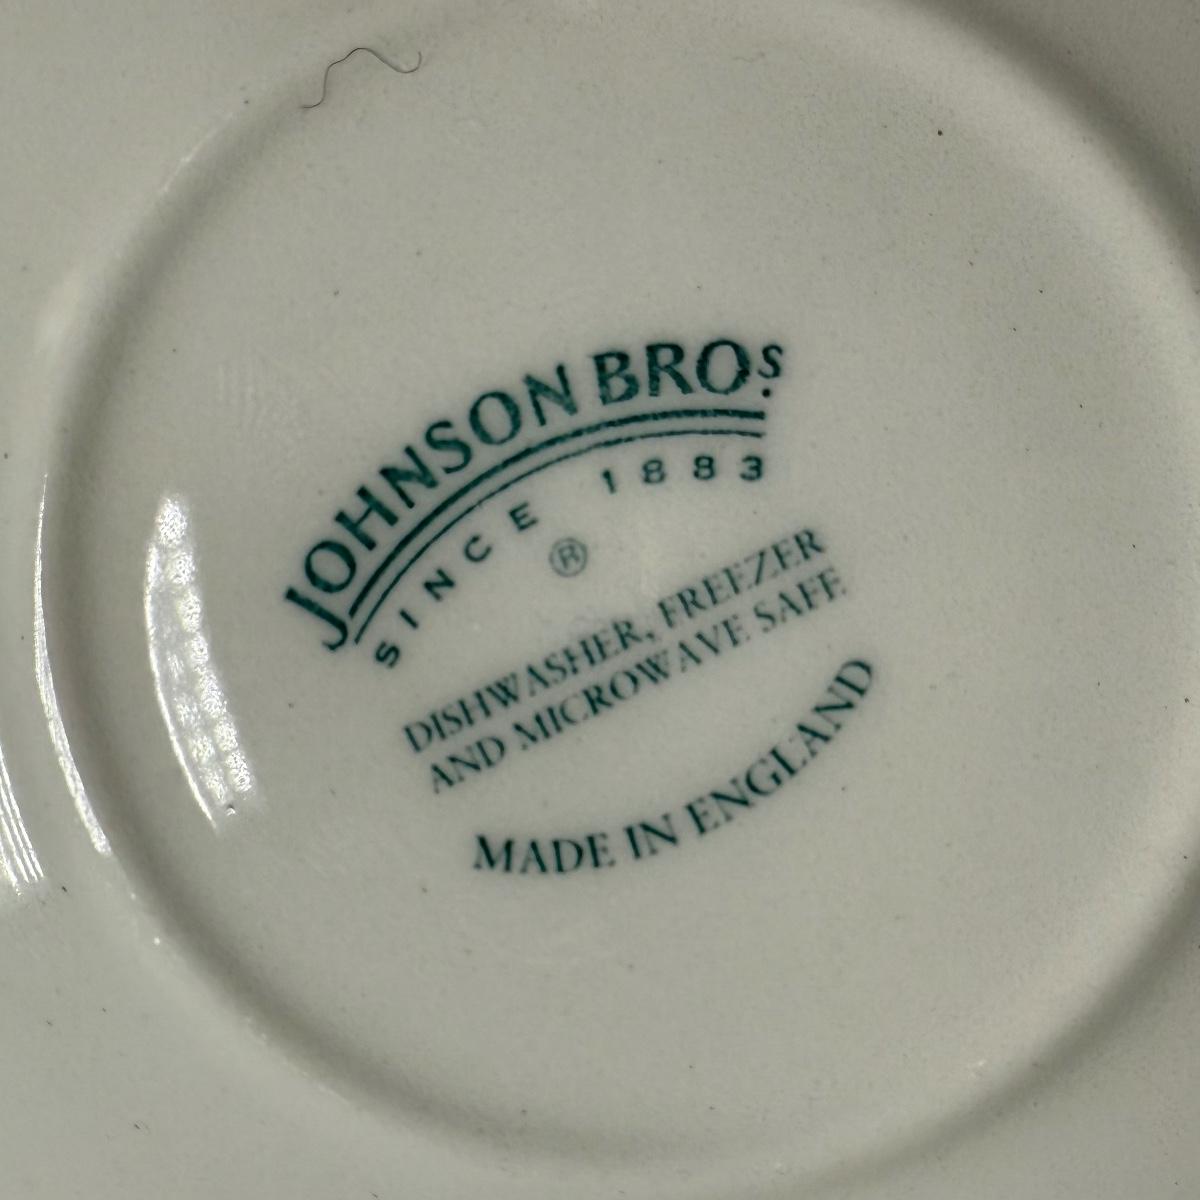 JOHNSON BROS.
SINCE 1883
®
DISHWASHER, FREEZER
AND MICROWAVE SAFE
MADE IN ENGLAND